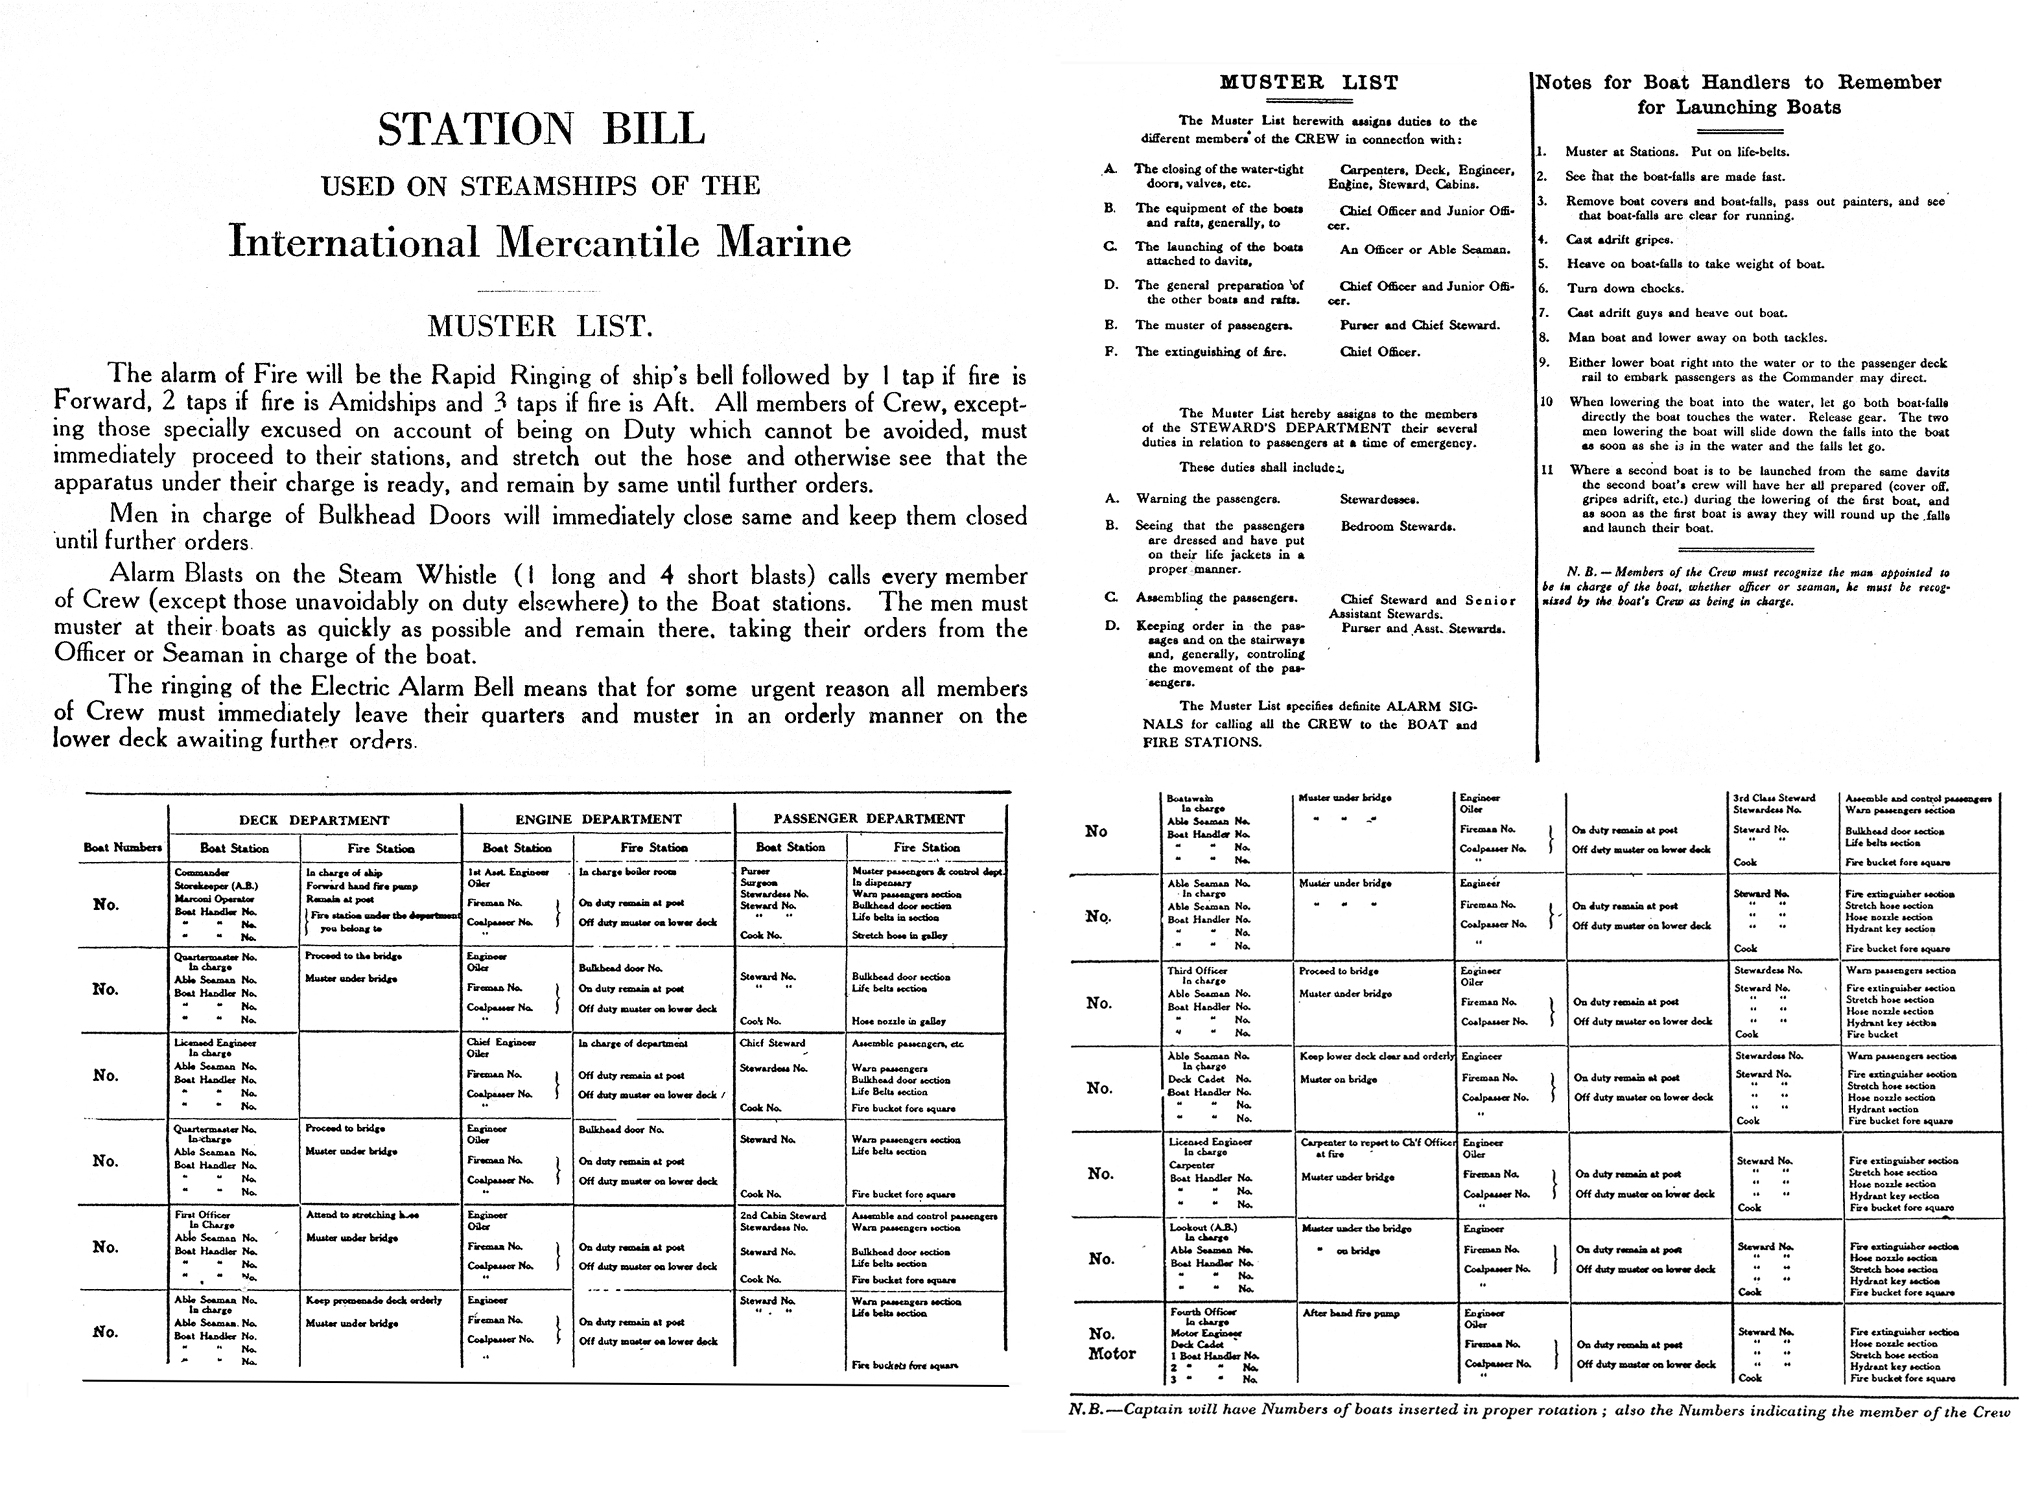 STATION BILL
USED ON STEAMSHIPS OF THE
International Mercantile Marine
MUSTER LIST.
The alarm of Fire will be the Rapid Ringing of ship's bell followed by 1 tap if fire is
Forward, 2 taps if fire is Amidships and 3 taps if fire is Aft. All members of Crew, except-
ing those specially excused on account of being on Duty which cannot be avoided, must
immediately proceed to their stations, and stretch out the hose and otherwise see that the
apparatus under their charge is ready, and remain by same until further orders.
Men in charge of Bulkhead Doors will immediately close same and keep them closed
until further orders.
Alarm Blasts on the Steam Whistle (1 long and 4 short blasts) calls every member
of Crew (except those unavoidably on duty elsewhere) to the Boat stations. The men must
muster at their boats as quickly as possible and remain there, taking their orders from the
Officer or Seaman in charge of the boat.
The ringing of the Electric Alarm Bell means that for some urgent reason all members
of Crew must immediately leave their quarters and muster in an orderly manner on the
lower deck awaiting further orders.
MUSTER LIST
The Muster List herewith assigns duties to the
different members of the CREW in connection with:
A. The closing of the water-tight Carpenters, Deck, Engineer,
doors, valves, etc. Engine, Steward, Cabins.
B. The equipment of the boats Chief Officer and Junior Offi-
and rafts, generally, to cer.
C. The launching of the boats An Officer or Able Seaman.
attached to davits,
D. The general preparation of Chief Officer and Junior Offi-
the other boats and rafts. cer.
E. The muster of passengers. Purser and Chief Steward.
F. The extinguishing of fire. Chief Officer.
The Muster List hereby assigns to the members
of the STEWARD'S DEPARTMENT their several
duties in relation to passengers at a time of emergency.
These duties shall include:
A. Warning the passengers. Stewardesses.
B. Seeing that the passengers Bedroom Stewards.
are dressed and have put
on their life jackets in a
proper manner.
C. Assembling the passengers. Chief Steward and Senior
Assistant Stewards.
D. Keeping order in the pas- Purser and Asst. Stewards.
sages and on the stairways
and, generally, controling
the movement of the pas-
sengers.
The Muster List specifies definite ALARM SIG-
NALS for calling all the CREW to the BOAT and
FIRE STATIONS.
Notes for Boat Handlers to Remember
for Launching Boats
1. Muster at Stations. Put on life-belts.
2. See that the boat-falls are made fast.
3. Remove boat covers and boat-falls, pass out painters, and see
that boat-falls are clear for running.
4. Cast adrift gripes.
5. Heave on boat-falls to take weight of boat.
6. Turn down chocks.
7. Cast adrift guys and heave out boat.
8. Man boat and lower away on both tackles.
9. Either lower boat right into the water or to the passenger deck
rail to embark passengers as the Commander may direct.
10 When lowering the boat into the water, let go both boat-falls
directly the boat touches the water. Release gear. The two
men lowering the boat will slide down the falls into the boat
as soon as she is in the water and the falls let go.
11 Where a second boat is to be launched from the same davits
the second boat's crew will have her all prepared (cover off,
gripes adrift, etc.) during the lowering of the first boat, and
as soon as the first boat is away they will round up the falls
and launch their boat.
N. B. — Members of the Crew must recognize the man appointed to
be in charge of the boat, whether officer or seaman, he must be recog-
nized by the boat's Crew as being in charge.
DECK DEPARTMENT ENGINE DEPARTMENT PASSENGER DEPARTMENT
Boat Numbers Boat Station Fire Station Boat Station Fire Station Boat Station Fire Station
No.
Commander
Storekeeper (A.B.)
Marconi Operator
Boat Handler No.
" " No.
" " No.
In charge of ship
Forward hand fire pump
Remain at post
Fire station under the department
you belong to
1st Asst. Engineer
Oiler
Fireman No.
Coalpasser No.
"
In charge boiler room
On duty remain at post
Off duty muster on lower deck
Purser
Surgeon
Stewardess No.
Steward No.
" "
Cook No.
Muster passengers & control dept.
In dispensary
Warn passengers section
Bulkhead door section
Life belts in section
Stretch hose in galley
No.
Quartermaster No.
In charge
Able Seaman No.
Boat Handler No.
" " No.
" " No.
Proceed to the bridge
Muster under bridge
Engineer
Oiler
Fireman No.
Coalpasser No.
"
Bulkhead door No.
On duty remain at post
Off duty muster on lower deck
Steward No.
" "
Cook No.
Bulkhead door section
Life belts section
Hose nozzle in galley
No.
Licensed Engineer
In charge
Able Seaman No.
Boat Handler No.
" " No.
" " No.
Chief Engineer
Oiler
Fireman No.
Coalpasser No.
"
In charge of department
Off duty remain at post
Off duty muster on lower deck
Chief Steward
Stewardess No.
Cook No.
Assemble passengers, etc
Warn passengers
Bulkhead door section
Life Belts section
Fire bucket fore square
No.
Quartermaster No.
In charge
Able Seaman No.
Boat Handler No.
" " No.
" " No.
Proceed to bridge
Muster under bridge
Engineer
Oiler
Fireman No.
Coalpasser No.
"
Bulkhead door No.
On duty remain at post
Off duty muster on lower deck
Steward No.
Cook No.
Warn passengers section
Life belts section
Fire bucket fore square
No.
First Officer
In Charge
Able Seaman No.
Boat Handler No.
" " No.
" " No.
Attend to stretching hose
Muster under bridge
Engineer
Oiler
Fireman No.
Coalpasser No.
"
On duty remain at post
Off duty muster on lower deck
2nd Cabin Steward
Stewardess No.
Steward No.
Cook No.
Assemble and control passengers
Warn passengers section
Bulkhead door section
Life belts section
Fire bucket fore square
No.
Able Seaman No.
In charge
Able Seaman. No.
Boat Handler No.
" " No.
" " No.
Keep promenade deck orderly
Muster under bridge
Engineer
Fireman No.
Coalpasser No.
"
On duty remain at post
Off duty muster on lower deck
Steward No.
" "
Warn passengers section
Life belts section
Fire buckets fore square
No
Boatswain
In charge
Able Seaman No.
Boat Handler No.
" " No.
" " No.
Muster under bridge
" " "
Engineer
Oiler
Fireman No.
Coalpasser No.
"
On duty remain at post
Off duty muster on lower deck
3rd Class Steward
Stewardess No.
Steward No.
" "
Cook
Assemble and control passengers
Warn passengers section
Bulkhead door section
Life belts section
Fire bucket fore square
No.
Able Seaman No.
In charge
Able Seaman No.
Boat Handler No.
" " No.
" " No.
Muster under bridge
" " "
Engineer
Fireman No.
Coalpasser No.
"
On duty remain at post
Off duty muster on lower deck
Steward No.
" "
" "
" "
Cook
Fire extinguisher section
Stretch hose section
Hose nozzle section
Hydrant key section
Fire bucket fore square
No.
Third Officer
In charge
Able Seaman No.
Boat Handler No.
" " No.
" " No.
Proceed to bridge
Muster under bridge
Engineer
Oiler
Fireman No.
Coalpasser No.
On duty remain at post
Off duty muster on lower deck
Stewardess No.
Steward No.
" "
" "
" "
Cook
Warn passengers section
Fire extinguisher section
Stretch hose section
Hose nozzle section
Hydrant key section
Fire bucket
No.
Able Seaman No.
In charge
Deck Cadet No.
Boat Handler No.
" " No.
" " No.
Keep lower deck clear and orderly
Muster on bridge
Engineer
Fireman No.
Coalpasser No.
"
On duty remain at post
Off duty muster on lower deck
Stewardess No.
Steward No.
" "
" "
" "
Cook
Warn passengers section
Fire extinguisher section
Stretch hose section
Hose nozzle section
Hydrant section
Fire bucket fore square
No.
Licensed Engineer
In charge
Carpenter
Boat Handler No.
" " No.
" " No.
Carpenter to report to Ch'f Officer
at fire
Muster under bridge
Engineer
Oiler
Fireman No.
Coalpasser No.
"
On duty remain at post
Off duty muster on lower deck
Steward No.
" "
" "
" "
Cook
Fire extinguisher section
Stretch hose section
Hose nozzle section
Hydrant key section
Fire bucket fore square
No.
Lookout (A.B.)
In charge
Able Seaman No.
Boat Handler No.
" " No.
" " No.
Muster under the bridge
" on bridge
Engineer
Fireman No.
Coalpasser No.
"
On duty remain at post
Off duty muster on lower deck
Steward No.
" "
" "
" "
Cook
Fire extinguisher section
Hose nozzle section
Stretch hose section
Hydrant key section
Fire bucket fore square
No.
Motor
Fourth Officer
In charge
Motor Engineer
Deck Cadet
1 Boat Handler No.
2 " " No.
3 " " No.
After hand fire pump
Engineer
Oiler
Fireman No.
Coalpasser No.
"
On duty remain at post
Off duty muster on lower deck
Steward No.
" "
" "
" "
Cook
Fire extinguisher section
Hose nozzle section
Stretch hose section
Hydrant key section
Fire bucket fore square
N.B.—Captain will have Numbers of boats inserted in proper rotation; also the Numbers indicating the member of the Crew